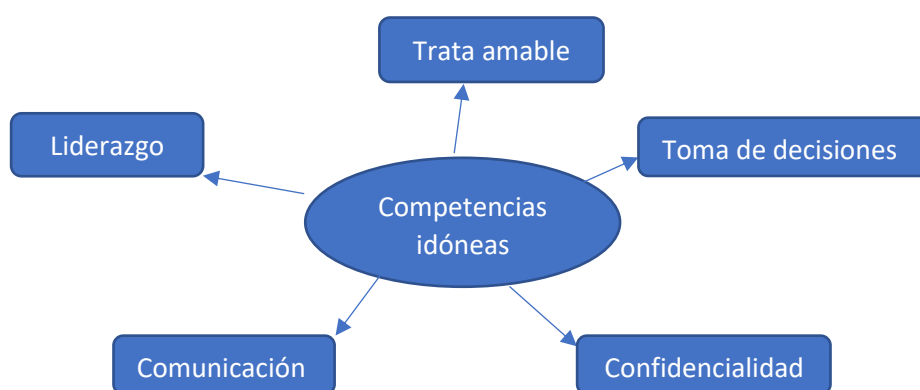 Trata amable
Liderazgo
Toma de decisiones
Competencias
idóneas
Comunicación
Confidencialidad